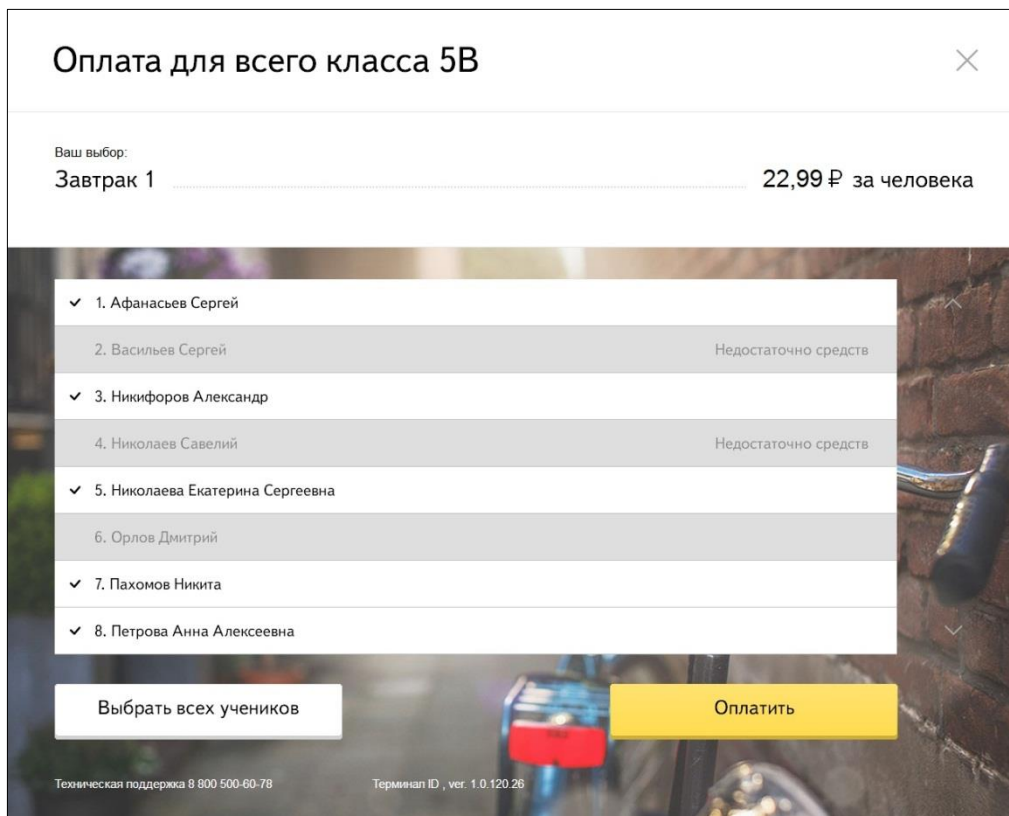 Оплата для всего класса 5В
Ваш выбор:
Завтрак 1 22,99 ₽ за человека
1. Афанасьев Сергей
2. Васильев Сергей Недостаточно средств
3. Никифоров Александр
4. Николаев Савелий Недостаточно средств
5. Николаева Екатерина Сергеевна
6. Орлов Дмитрий
7. Пахомов Никита
8. Петрова Анна Алексеевна
Выбрать всех учеников Оплатить
Техническая поддержка 8 800 500-60-78 Терминал ID , ver. 1.0.120.26